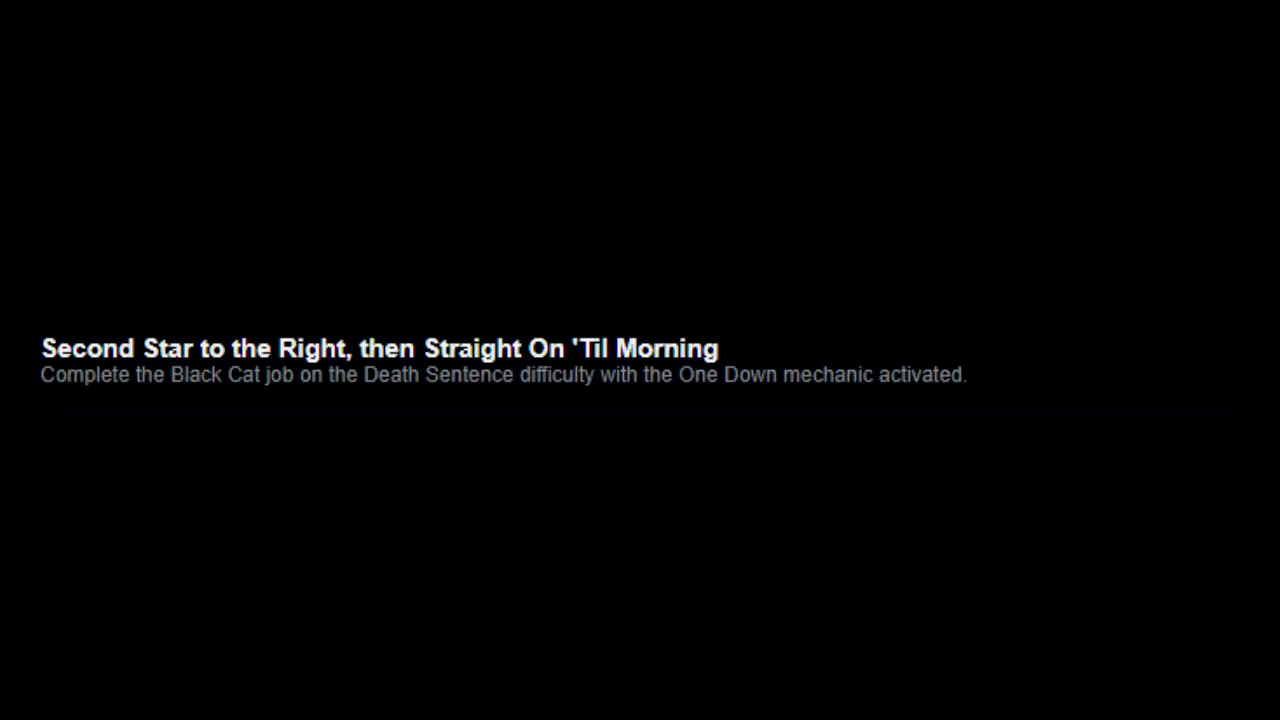 Second Star to the Right, then Straight On 'Til Morning
Complete the Black Cat job on the Death Sentence difficulty with the One Down mechanic activated.